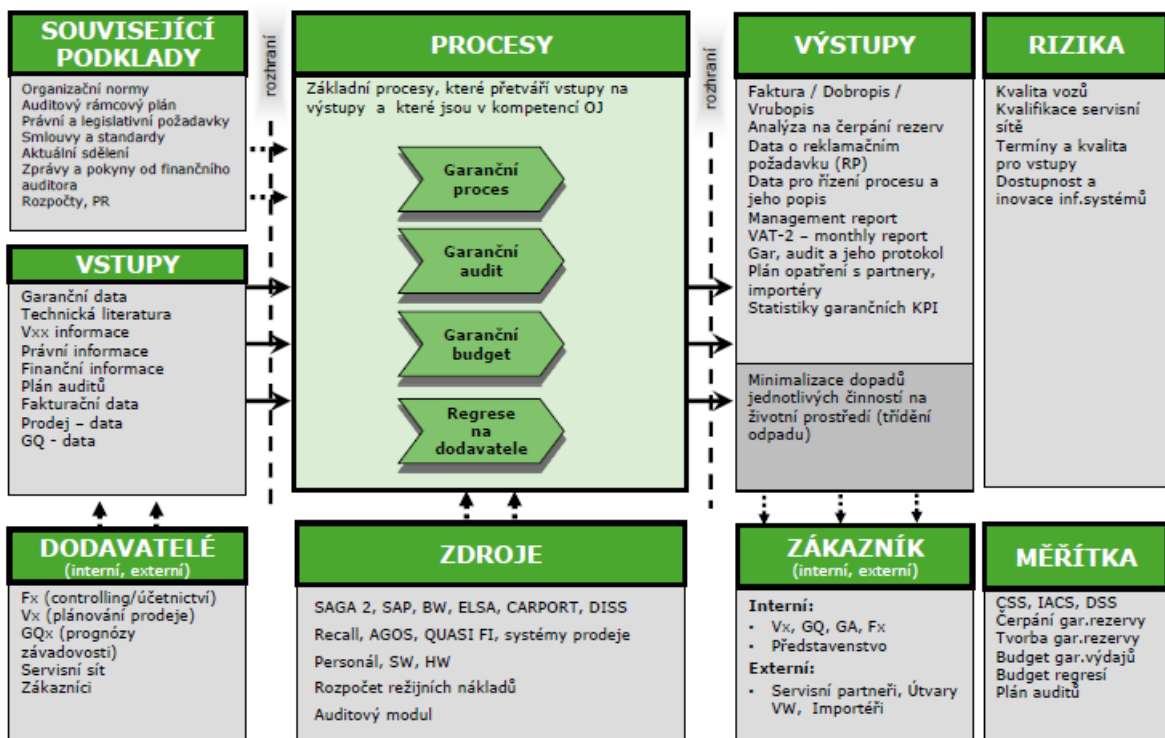 SOUVISEJÍCÍ
PODKLADY
Organizační normy
Auditový rámcový plán
Právní a legislativní požadavky
Smlouvy a standardy
Aktuální sdělení
Zprávy a pokyny od finančního
auditora
Rozpočty, PR
rozhraní
PROCESY
Základní procesy, které přetváří vstupy na
výstupy a které jsou v kompetencí OJ
Garanční
proces
Garanční
audit
Garanční
budget
Regrese
na
dodavatele
rozhraní
VÝSTUPY
Faktura / Dobropis /
Vrubopis
Analýza na čerpání rezerv
Data o reklamačním
požadavku (RP)
Data pro řízení procesu a
jeho popis
Management report
VAT-2 – monthly report
Gar, audit a jeho protokol
Plán opatření s partnery,
importéry
Statistiky garančních KPI
Minimalizace dopadů
jednotlivých činností na
životní prostředí (třídění
odpadu)
RIZIKA
Kvalita vozů
Kvalifikace servisní
sítě
Termíny a kvalita
pro vstupy
Dostupnost a
inovace inf.systémů
VSTUPY
Garanční data
Technická literatura
Vxx informace
Právní informace
Finanční informace
Plán auditů
Fakturační data
Prodej – data
GQ - data
DODAVATELÉ
(interní, externí)
Fx (controlling/účetnictví)
Vx (plánování prodeje)
GQx (prognózy
závadovosti)
Servisní sít
Zákazníci
ZDROJE
SAGA 2, SAP, BW, ELSA, CARPORT, DISS
Recall, AGOS, QUASI FI, systémy prodeje
Personál, SW, HW
Rozpočet režijních nákladů
Auditový modul
ZÁKAZNÍK
(interní, externí)
Interní:
• Vx, GQ, GA, Fx
• Představenstvo
Externí:
• Servisní partneři, Útvary
VW, Importéři
MĚŘÍTKA
CSS, IACS, DSS
Čerpání gar.rezervy
Tvorba gar.rezervy
Budget gar.výdajů
Budget regresí
Plán auditů